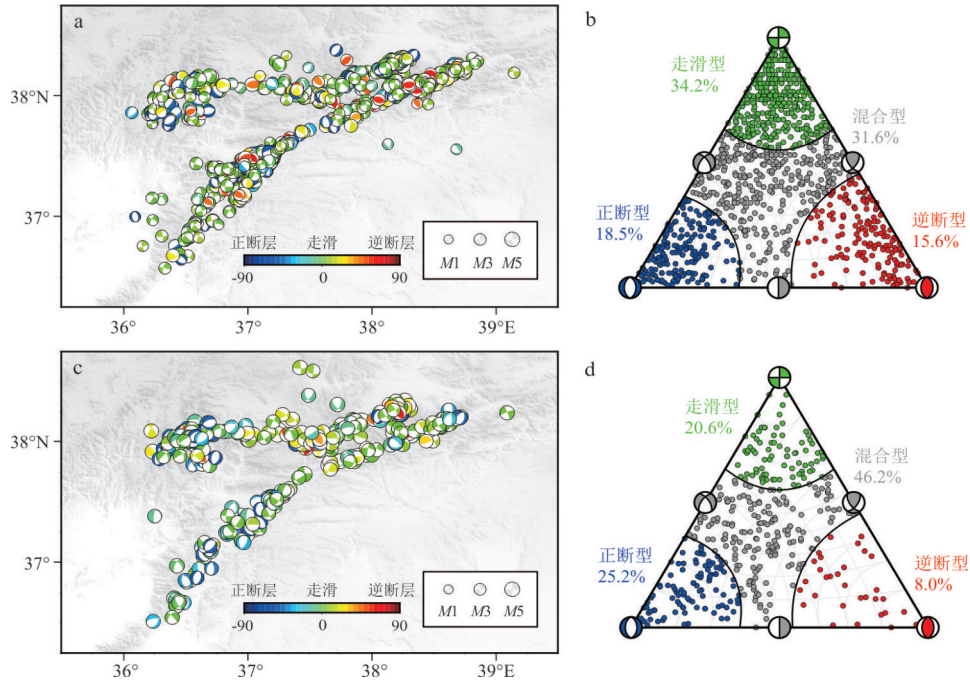 a
38°N
37°
36°
37°
38°
39°E
正断层 走滑 逆断层
-90 0 90
M1 M3 M5
b
走滑型
34.2%
混合型
31.6%
正断型
18.5%
逆断型
15.6%
c
38°N
37°
36°
37°
38°
39°E
正断层 走滑 逆断层
-90 0 90
M1 M3 M5
d
走滑型
20.6%
混合型
46.2%
正断型
25.2%
逆断型
8.0%